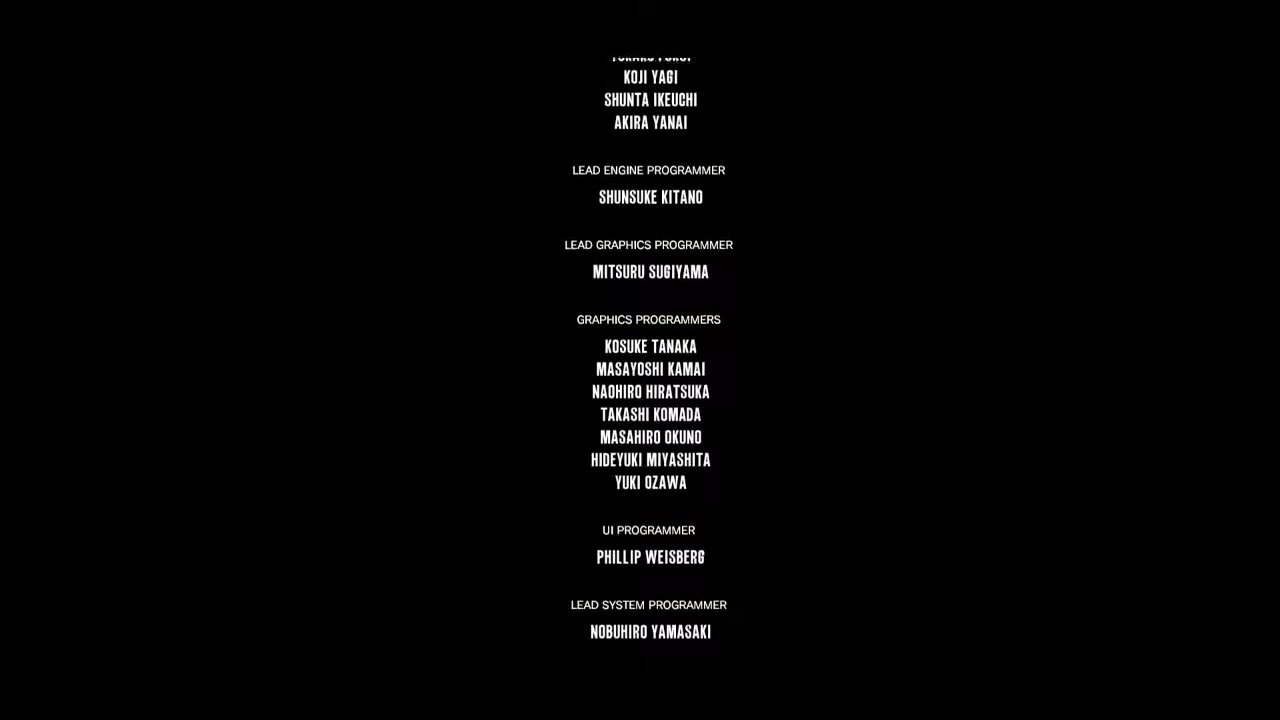 KOJI YAGI
SHUNTA IKEUCHI
AKIRA YANAI
LEAD ENGINE PROGRAMMER
SHUNSUKE KITANO
LEAD GRAPHICS PROGRAMMER
MITSURU SUGIYAMA
GRAPHICS PROGRAMMERS
KOSUKE TANAKA
MASAYOSHI KAMAI
NAOHIRO HIRATSUKA
TAKASHI KOMADA
MASAHIRO OKUNO
HIDEYUKI MIYASHITA
YUKI OZAWA
UI PROGRAMMER
PHILLIP WEISBERG
LEAD SYSTEM PROGRAMMER
NOBUHIRO YAMASAKI